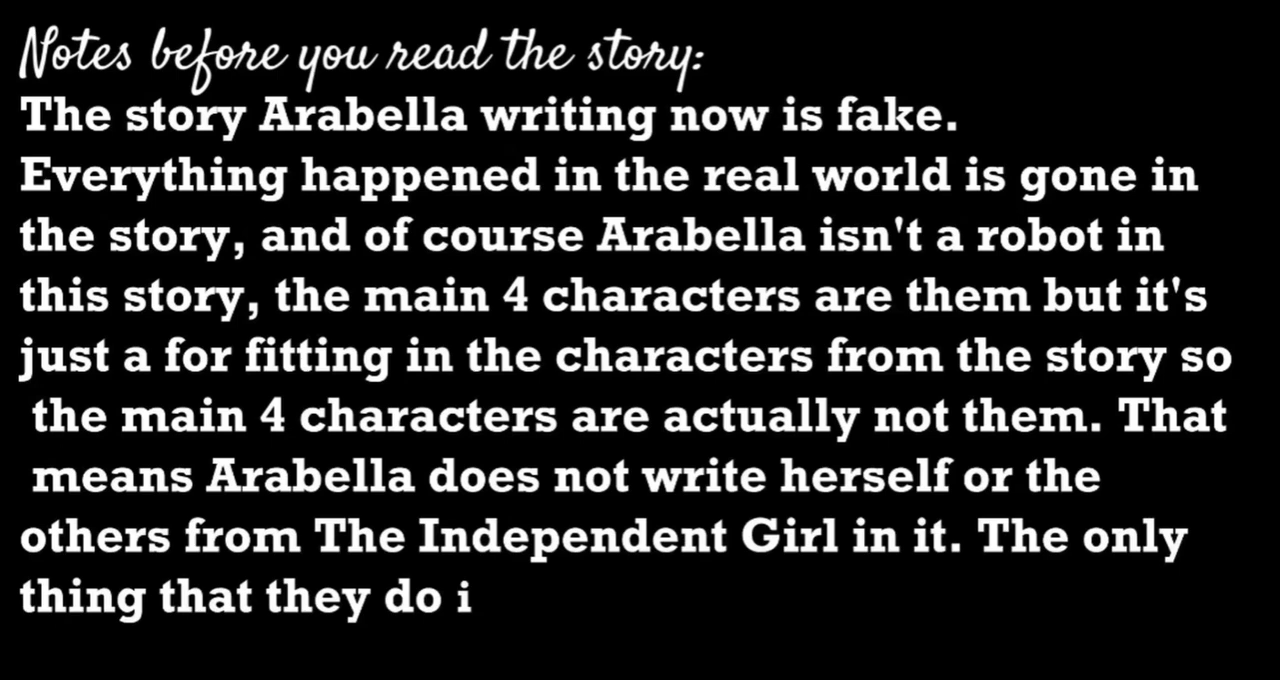 Notes before you read the story:
The story Arabella writing now is fake.
Everything happened in the real world is gone in
the story, and of course Arabella isn't a robot in
this story, the main 4 characters are them but it's
just a for fitting in the characters from the story so
the main 4 characters are actually not them. That
means Arabella does not write herself or the
others from The Independent Girl in it. The only
thing that they do i